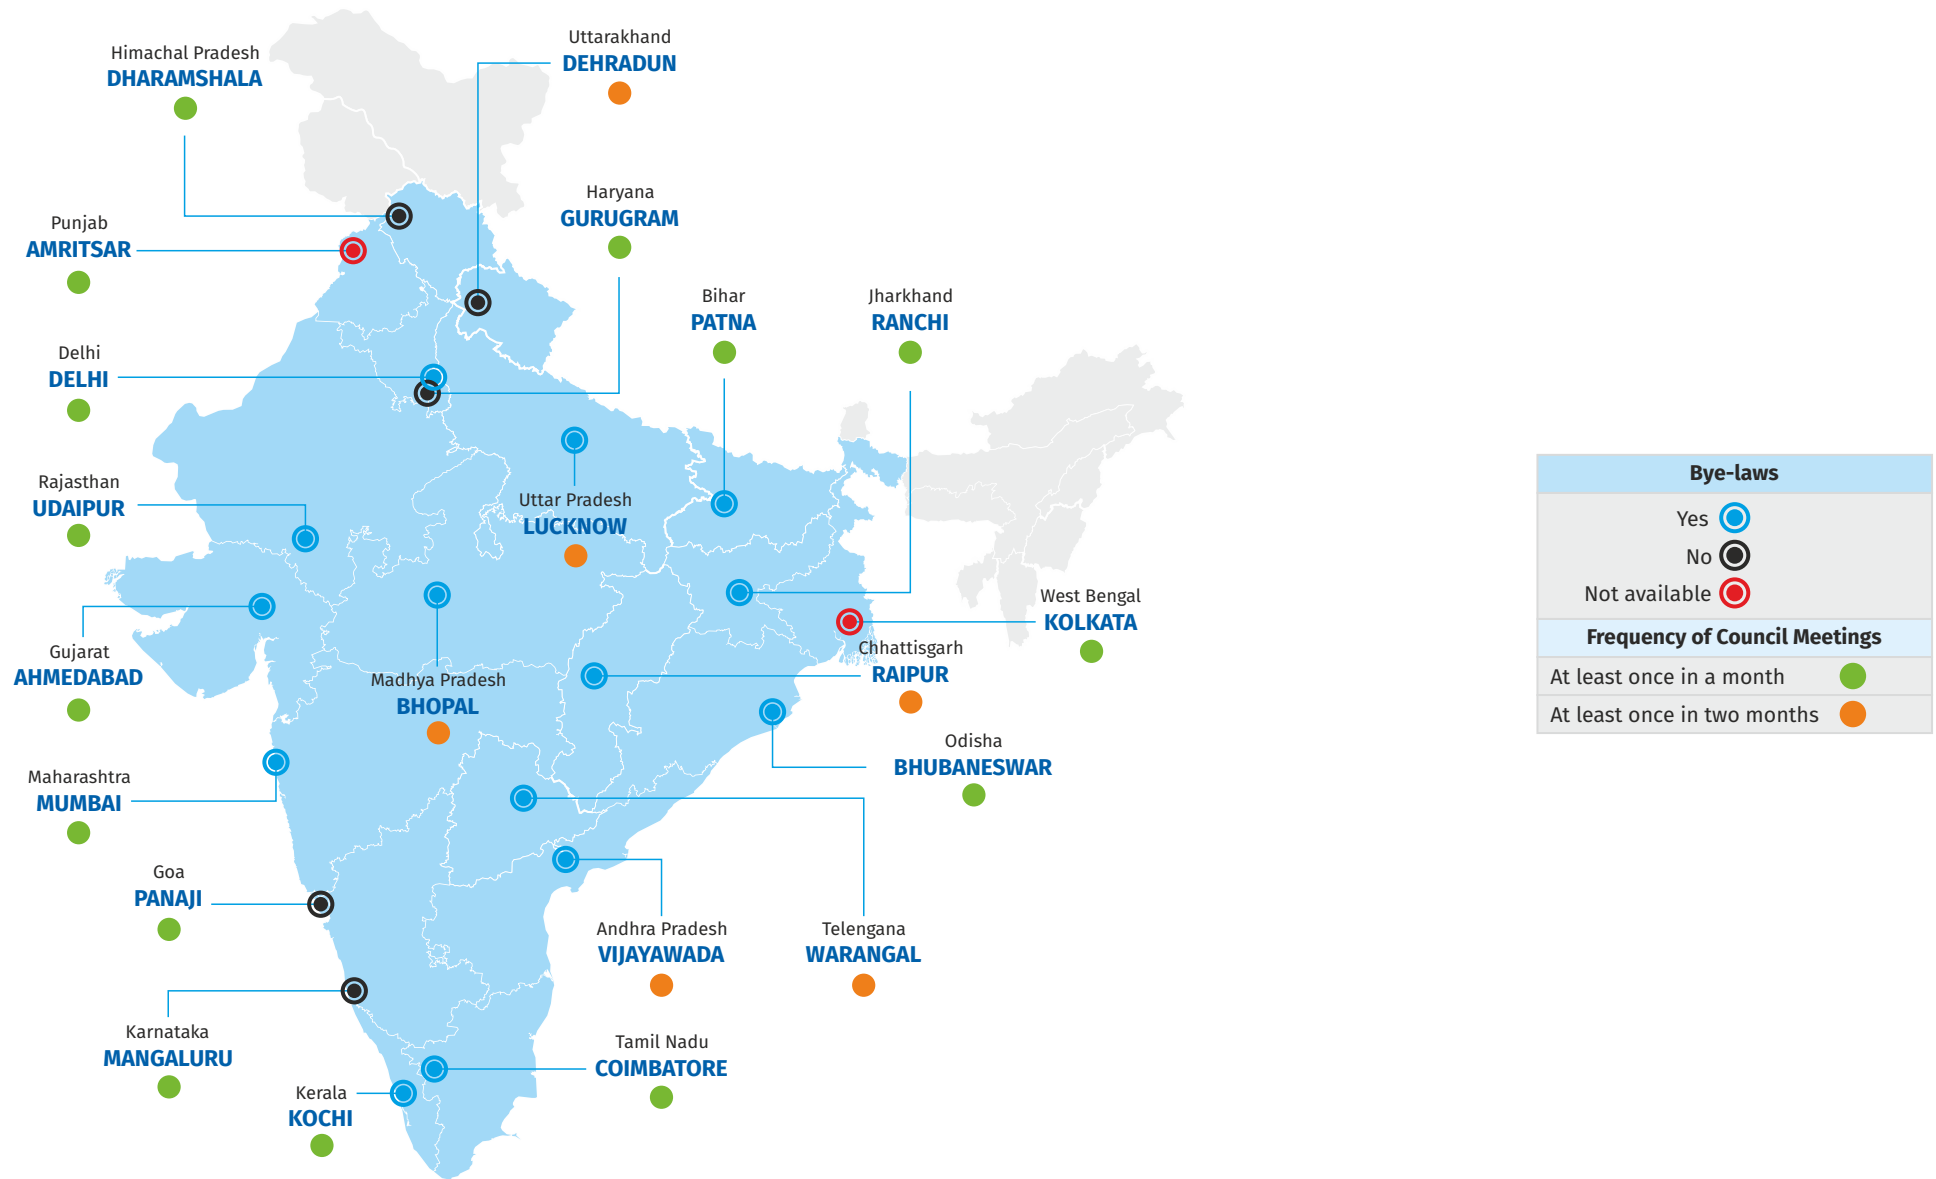 Himachal Pradesh
DHARAMSHALA
Uttarakhand
DEHRADUN
Haryana
GURUGRAM
Punjab
AMRITSAR
Bihar
PATNA
Jharkhand
RANCHI
Delhi
DELHI
Rajasthan
UDAIPUR
Uttar Pradesh
LUCKNOW
West Bengal
KOLKATA
Gujarat
AHMEDABAD
Chhattisgarh
RAIPUR
Madhya Pradesh
BHOPAL
Odisha
BHUBANESWAR
Maharashtra
MUMBAI
Goa
PANAJI
Andhra Pradesh
VIJAYAWADA
Telengana
WARANGAL
Karnataka
MANGALURU
Tamil Nadu
COIMBATORE
Kerala
KOCHI
Bye-laws
Yes
No
Not available
Frequency of Council Meetings
At least once in a month
At least once in two months